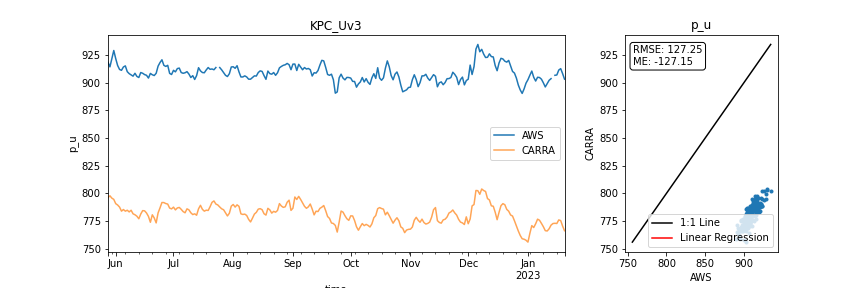 KPC_Uv3
p_u
925
900
875
850
825
800
775
750
p_u
AWS
CARRA
Jun
Jul
Aug
Sep
Oct
Nov
Dec
Jan
2023
time
RMSE: 127.25
ME: -127.15
925
900
875
850
825
800
775
750
CARRA
1:1 Line
Linear Regression
750
800
850
900
AWS